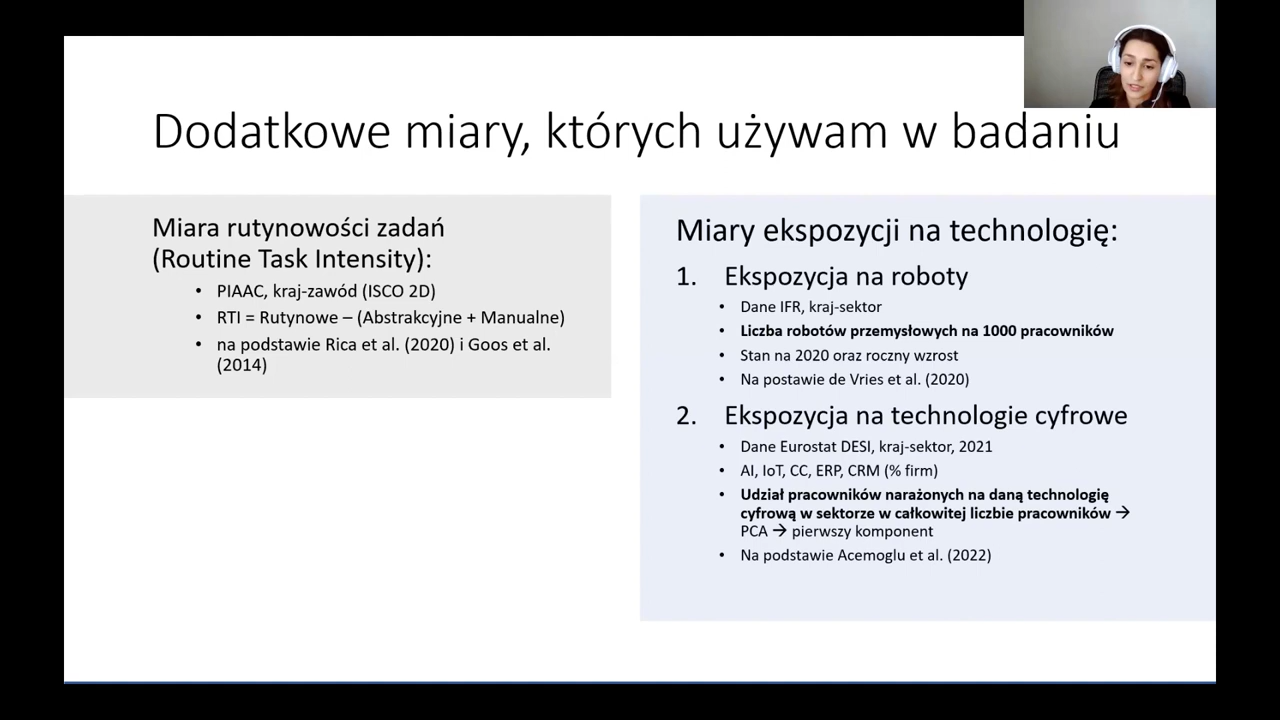 Dodatkowe miary, których używam w badaniu
Miara rutynowości zadań
(Routine Task Intensity):
• PIAAC, kraj-zawód (ISCO 2D)
• RTI = Rutynowe – (Abstrakcyjne + Manualne)
• na podstawie Rica et al. (2020) i Goos et al.
(2014)
Miary ekspozycji na technologię:
1. Ekspozycja na roboty
• Dane IFR, kraj-sektor
• Liczba robotów przemysłowych na 1000 pracowników
• Stan na 2020 oraz roczny wzrost
• Na postawie de Vries et al. (2020)
2. Ekspozycja na technologie cyfrowe
• Dane Eurostat DESI, kraj-sektor, 2021
• AI, IoT, CC, ERP, CRM (% firm)
• Udział pracowników narażonych na daną technologię
cyfrową w sektorze w całkowitej liczbie pracowników →
PCA → pierwszy komponent
• Na podstawie Acemoglu et al. (2022)